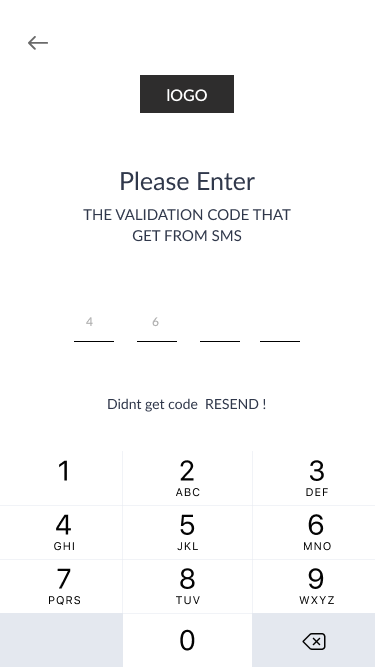 lOGO
Please Enter
THE VALIDATION CODE THAT
GET FROM SMS
4 6
Didnt get code RESEND !
1 2 3
ABC DEF
4 5 6
GHI JKL MNO
7 8 9
PQRS TUV WXYZ
0